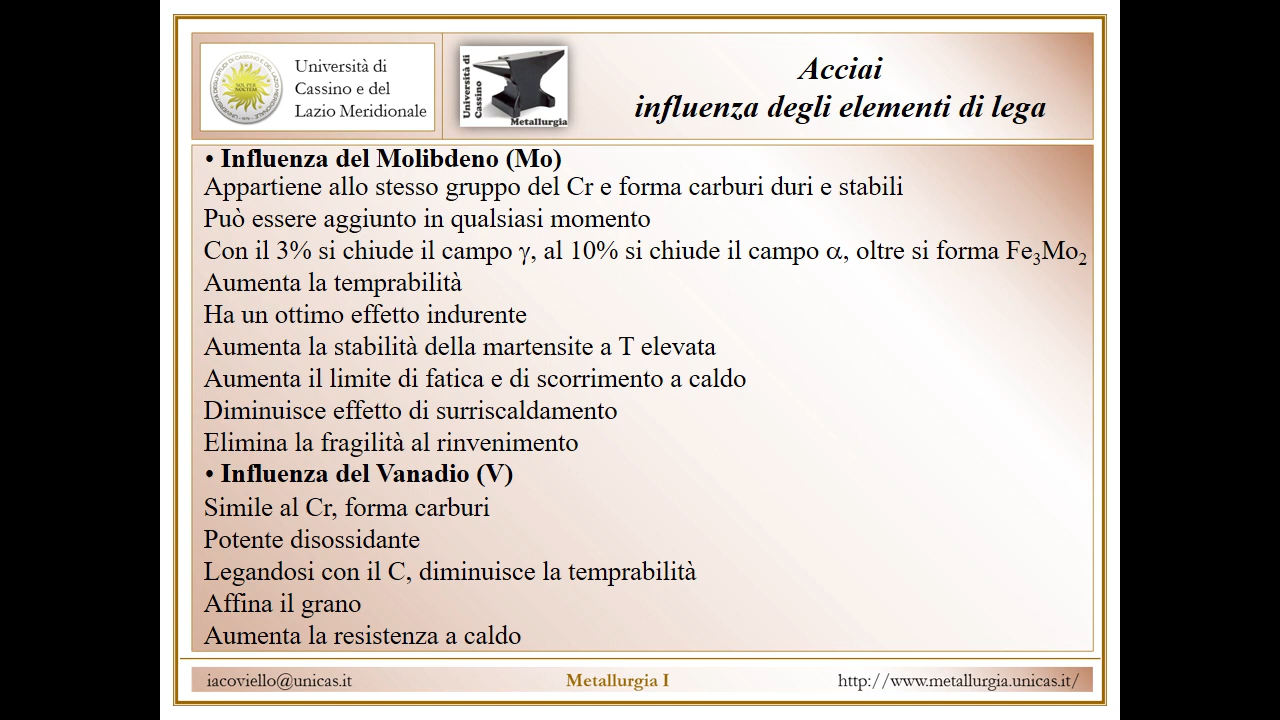 Università di
Cassino e del
Lazio Meridionale
Università di
Cassino
Metallurgia
Acciai
influenza degli elementi di lega
• Influenza del Molibdeno (Mo)
Appartiene allo stesso gruppo del Cr e forma carburi duri e stabili
Può essere aggiunto in qualsiasi momento
Con il 3% si chiude il campo γ, al 10% si chiude il campo α, oltre si forma Fe₃Mo₂
Aumenta la temprabilità
Ha un ottimo effetto indurente
Aumenta la stabilità della martensite a T elevata
Aumenta il limite di fatica e di scorrimento a caldo
Diminuisce effetto di surriscaldamento
Elimina la fragilità al rinvenimento
• Influenza del Vanadio (V)
Simile al Cr, forma carburi
Potente disossidante
Legandosi con il C, diminuisce la temprabilità
Affina il grano
Aumenta la resistenza a caldo
iacoviello@unicas.it
Metallurgia I
http://www.metallurgia.unicas.it/